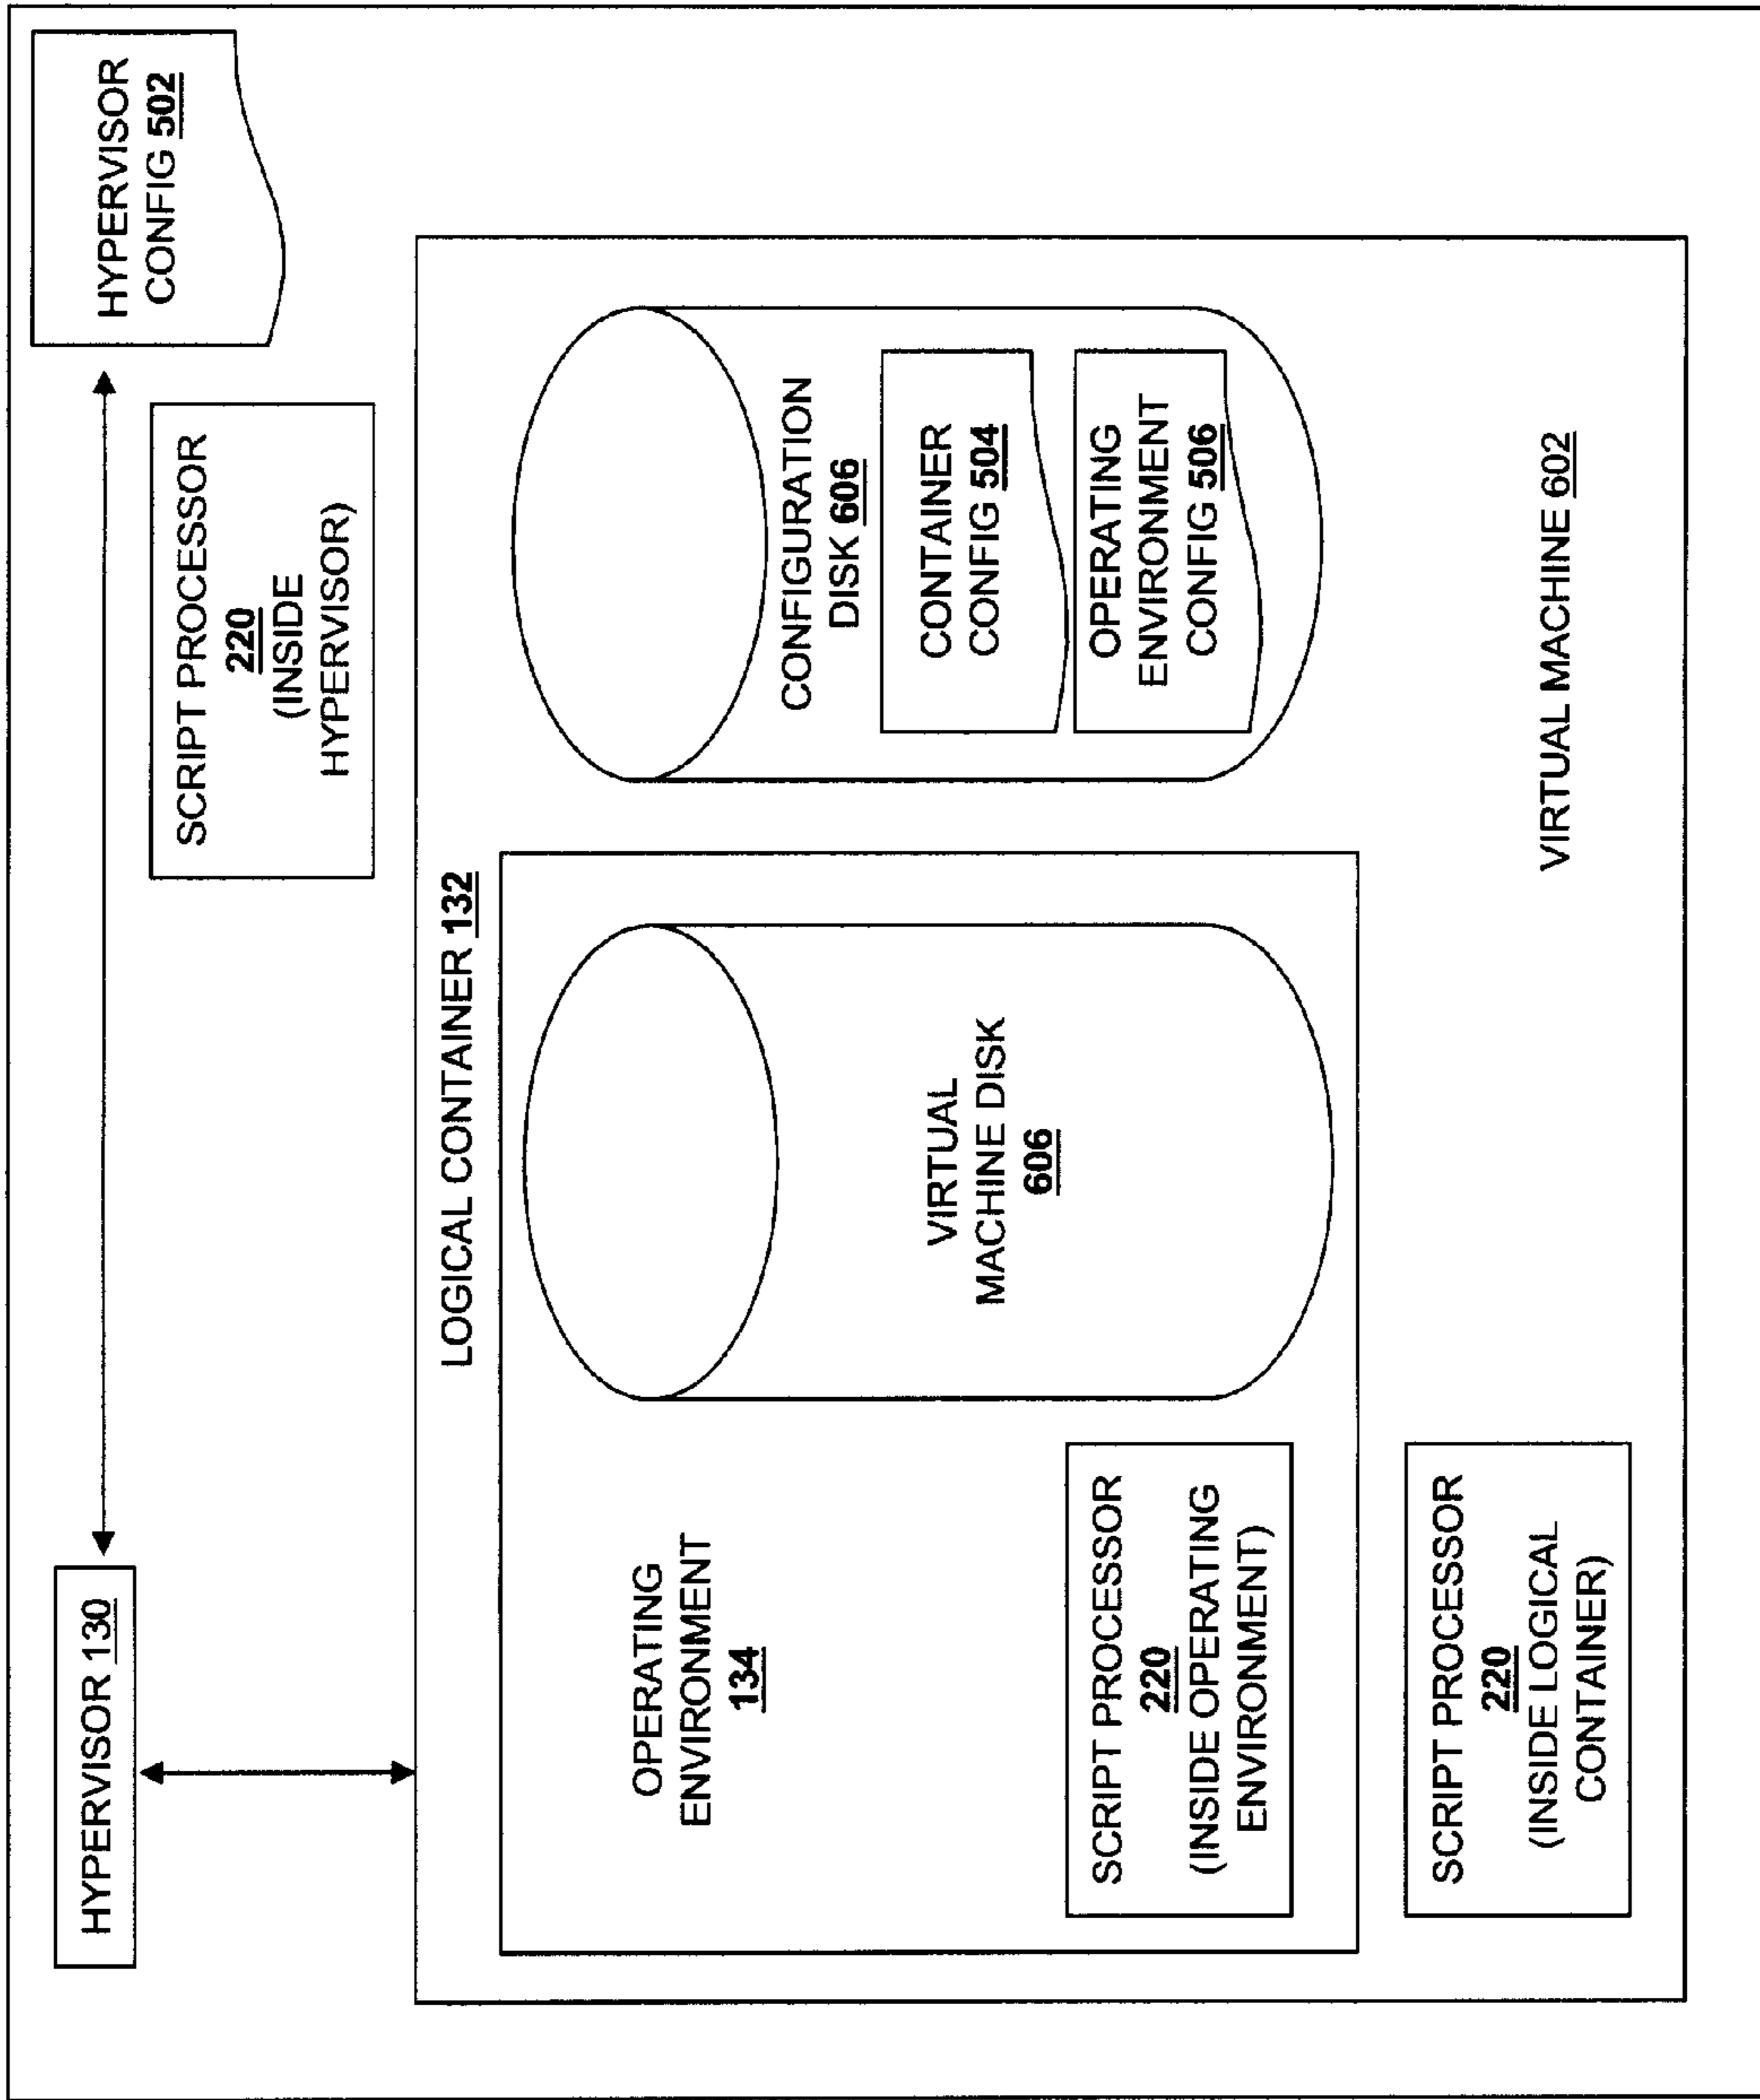 HYPERVISOR 130
HYPERVISOR
CONFIG 502
SCRIPT PROCESSOR
220
(INSIDE
HYPERVISOR)
LOGICAL CONTAINER 132
OPERATING
ENVIRONMENT
134
VIRTUAL
MACHINE DISK
606
SCRIPT PROCESSOR
220
(INSIDE OPERATING
ENVIRONMENT)
CONFIGURATION
DISK 606
CONTAINER
CONFIG 504
OPERATING
ENVIRONMENT
CONFIG 506
SCRIPT PROCESSOR
220
(INSIDE LOGICAL
CONTAINER)
VIRTUAL MACHINE 602